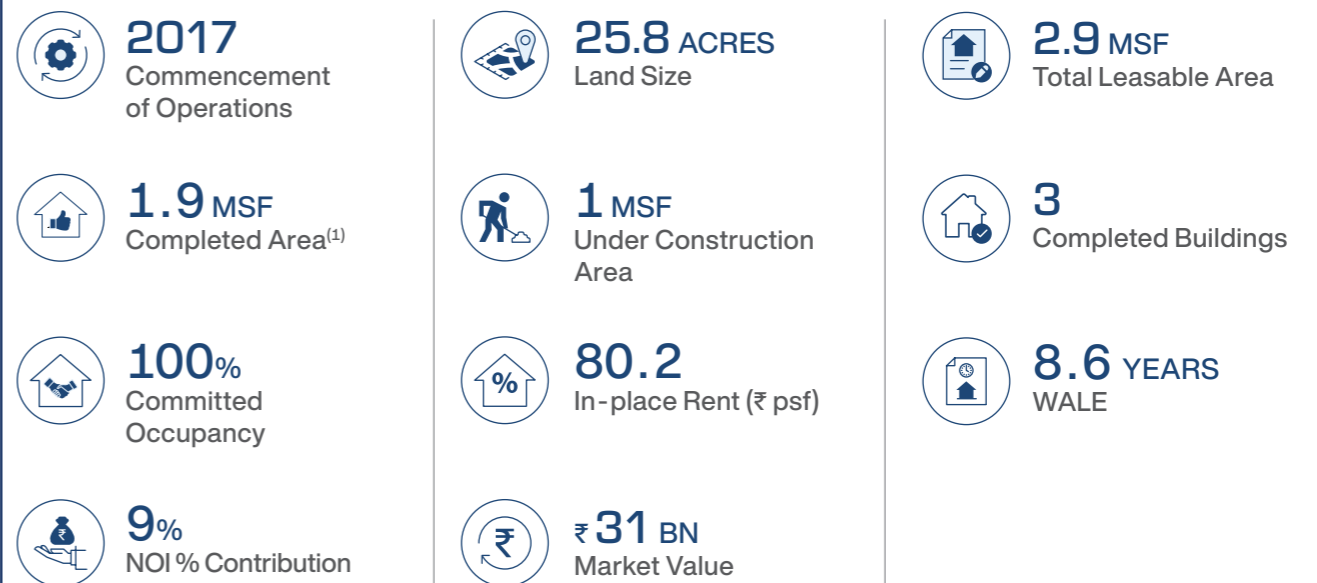 2017
Commencement
of Operations
25.8 ACRES
Land Size
2.9 MSF
Total Leasable Area
1.9 MSF
Completed Area(1)
1 MSF
Under Construction
Area
3
Completed Buildings
100%
Committed
Occupancy
%
80.2
In-place Rent (₹ psf)
8.6 YEARS
WALE
₹
9%
NOI % Contribution
₹
₹31 BN
Market Value